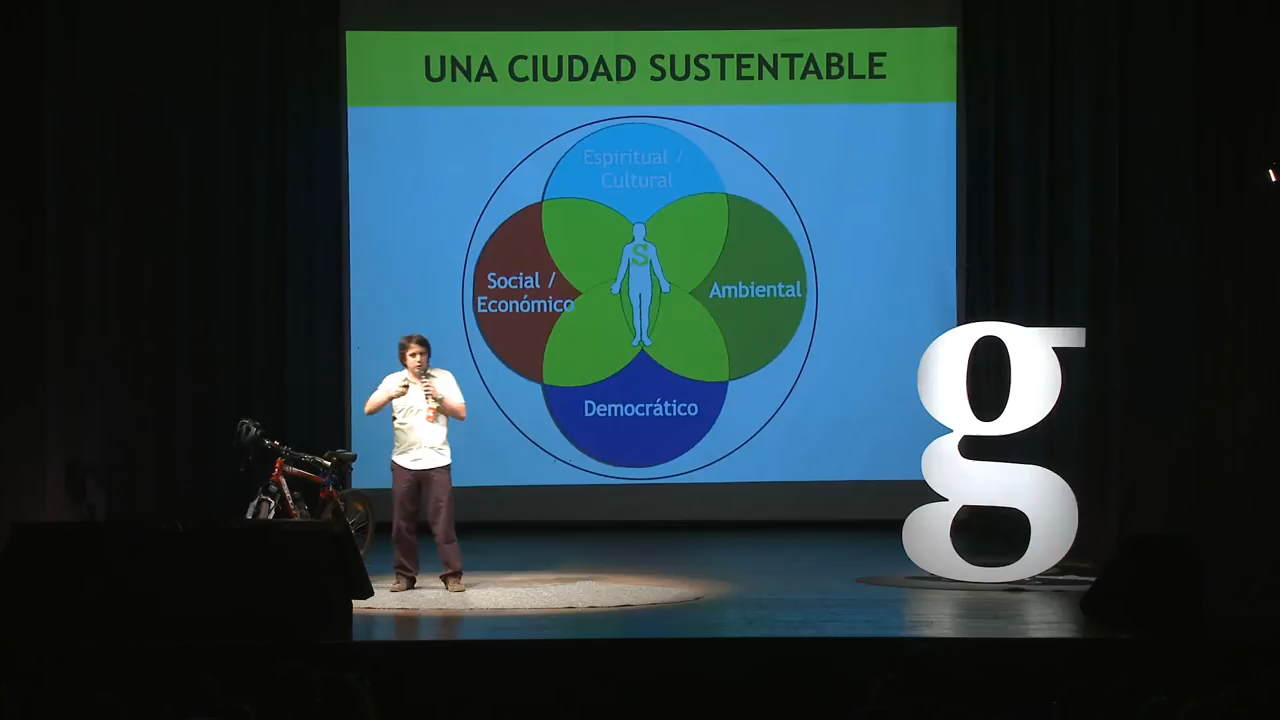 UNA CIUDAD SUSTENTABLE
Espiritual /
Cultural
Social /
Económico
S
Ambiental
Democrático
g